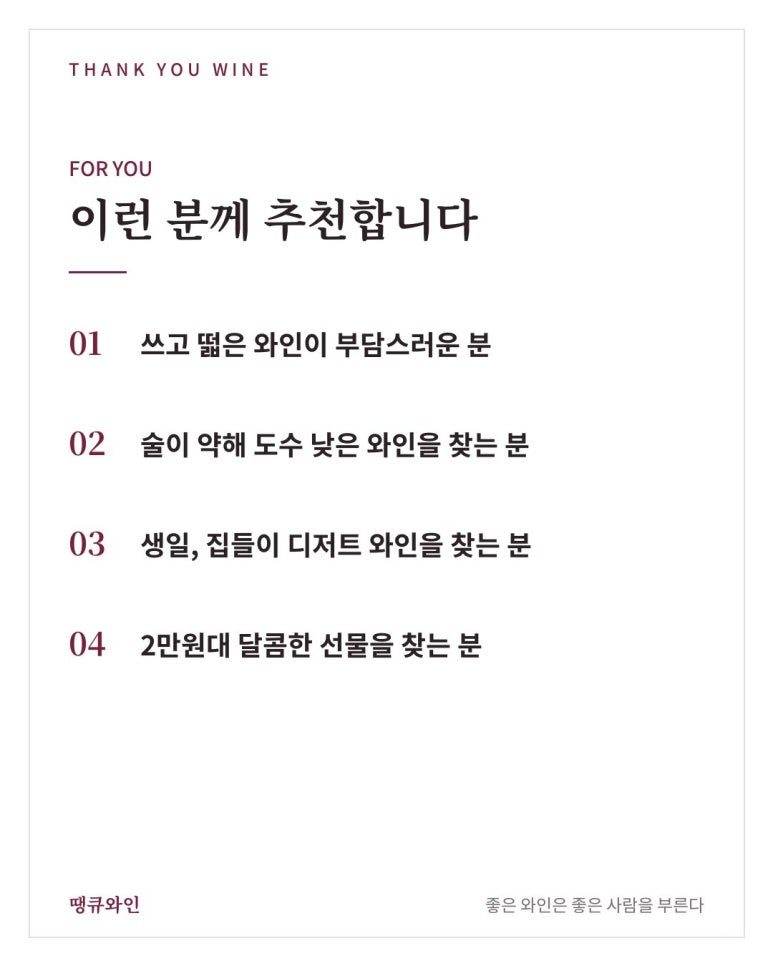 THANK YOU WINE
FOR YOU
이런 분께 추천합니다
01 쓰고 떫은 와인이 부담스러운 분
02 술이 약해 도수 낮은 와인을 찾는 분
03 생일, 집들이 디저트 와인을 찾는 분
04 2만원대 달콤한 선물을 찾는 분
땡큐와인 좋은 와인은 좋은 사람을 부른다